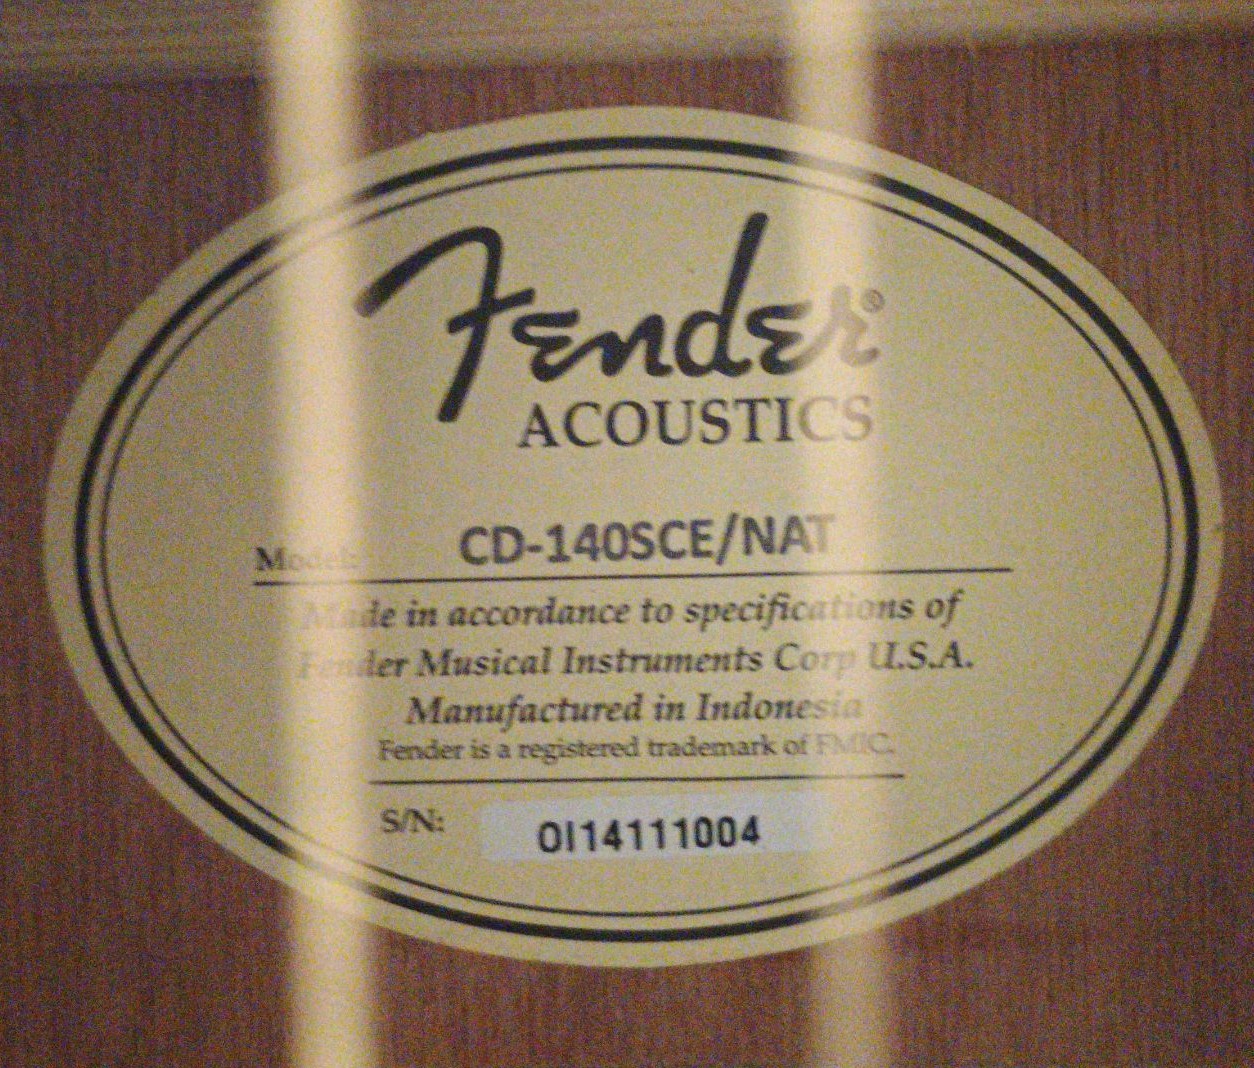 Fender®
ACOUSTICS
Model: CD-140SCE/NAT
Made in accordance to specifications of
Fender Musical Instruments Corp U.S.A.
Manufactured in Indonesia
Fender is a registered trademark of FMIC.
S/N: OI14111004